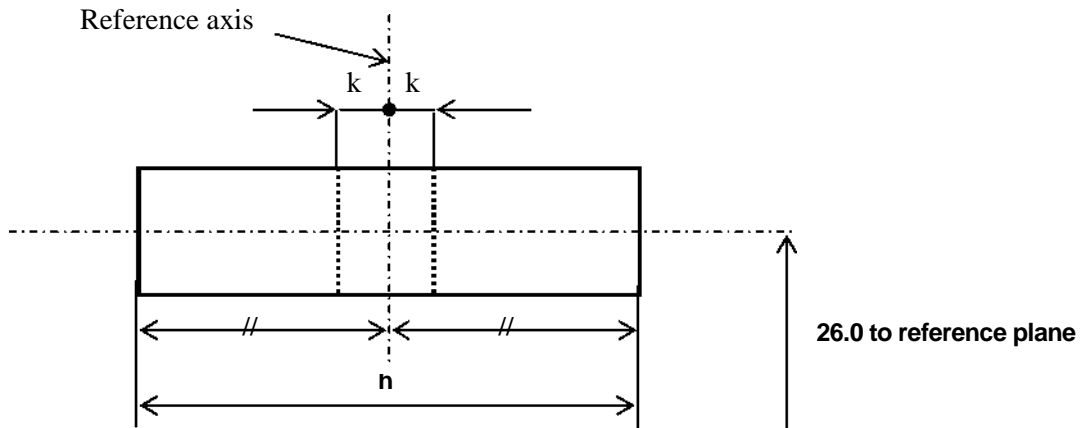 Reference axis
k k
// //
h
26.0 to reference plane